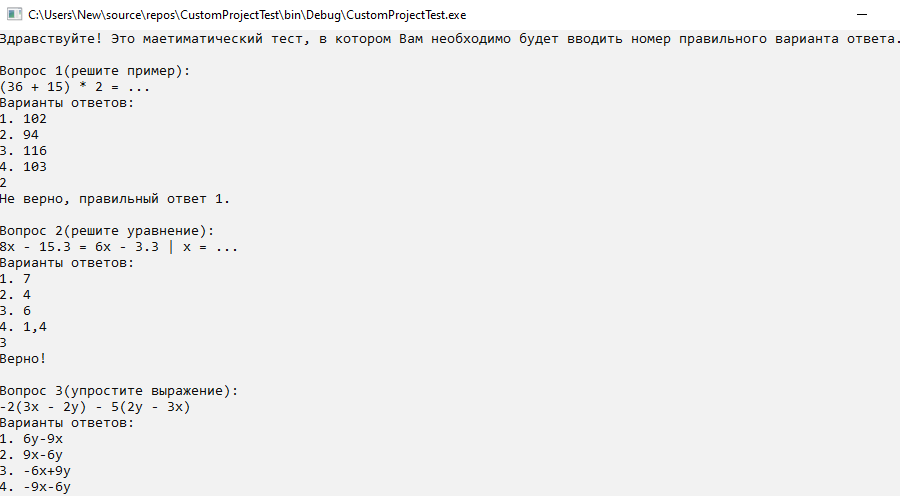 C:\Users\New\source\repos\CustomProjectTest\bin\Debug\CustomProjectTest.exe
Здравствуйте! Это маетиматический тест, в котором Вам необходимо будет вводить номер правильного варианта ответа.
Вопрос 1(решите пример):
(36 + 15) * 2 = ...
Варианты ответов:
1. 102
2. 94
3. 116
4. 103
2
Не верно, правильный ответ 1.
Вопрос 2(решите уравнение):
8x - 15.3 = 6x - 3.3 | x = ...
Варианты ответов:
1. 7
2. 4
3. 6
4. 1,4
3
Верно!
Вопрос 3(упростите выражение):
-2(3x - 2y) - 5(2y - 3x)
Варианты ответов:
1. 6y-9x
2. 9x-6y
3. -6x+9y
4. -9x-6y